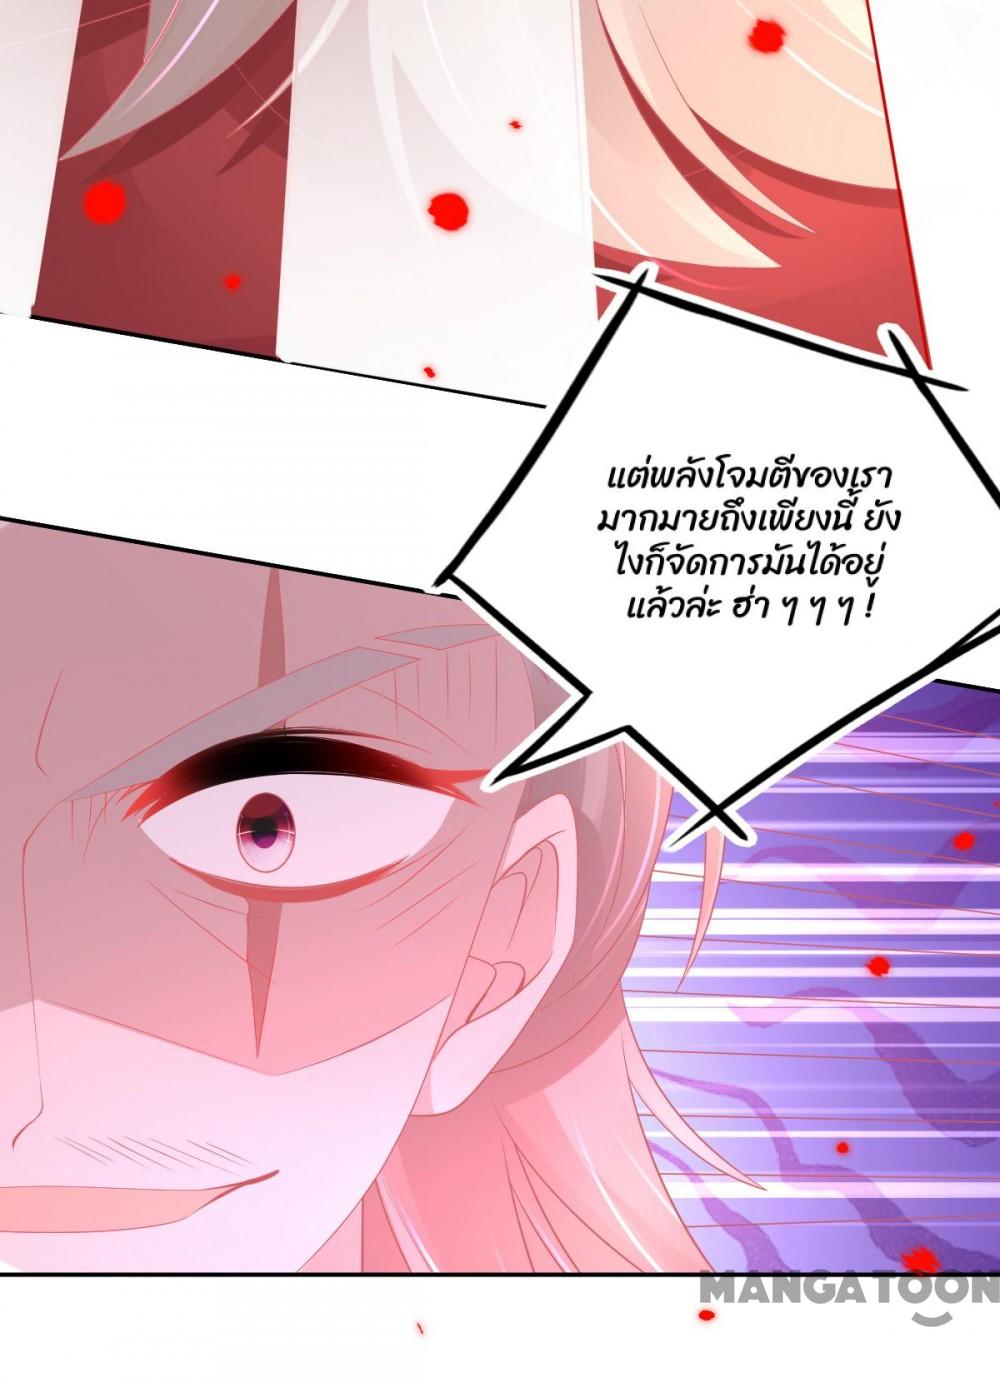 แต่พลังโจมตีของเรา
มากมายถึงเพียงนี้ ยัง
ไงก็จัดการมันได้อยู่
แล้วล่ะ ฮ่า ๆ ๆ ๆ !
MANGATOON